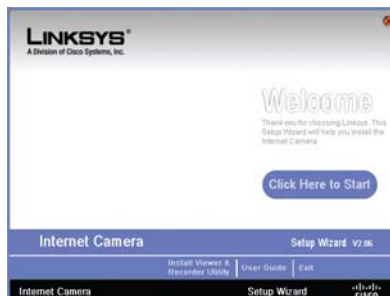 LINKSYS®
A Division of Cisco Systems, Inc.
Welcome
Thank you for choosing Linksys. This
Setup Wizard will help you install the
Internet Camera.
Click Here to Start
Internet Camera
Setup Wizard V2.06
Install Viewer &
Recorder Utility
User Guide
Exit
Internet Camera
Setup Wizard
CISCO